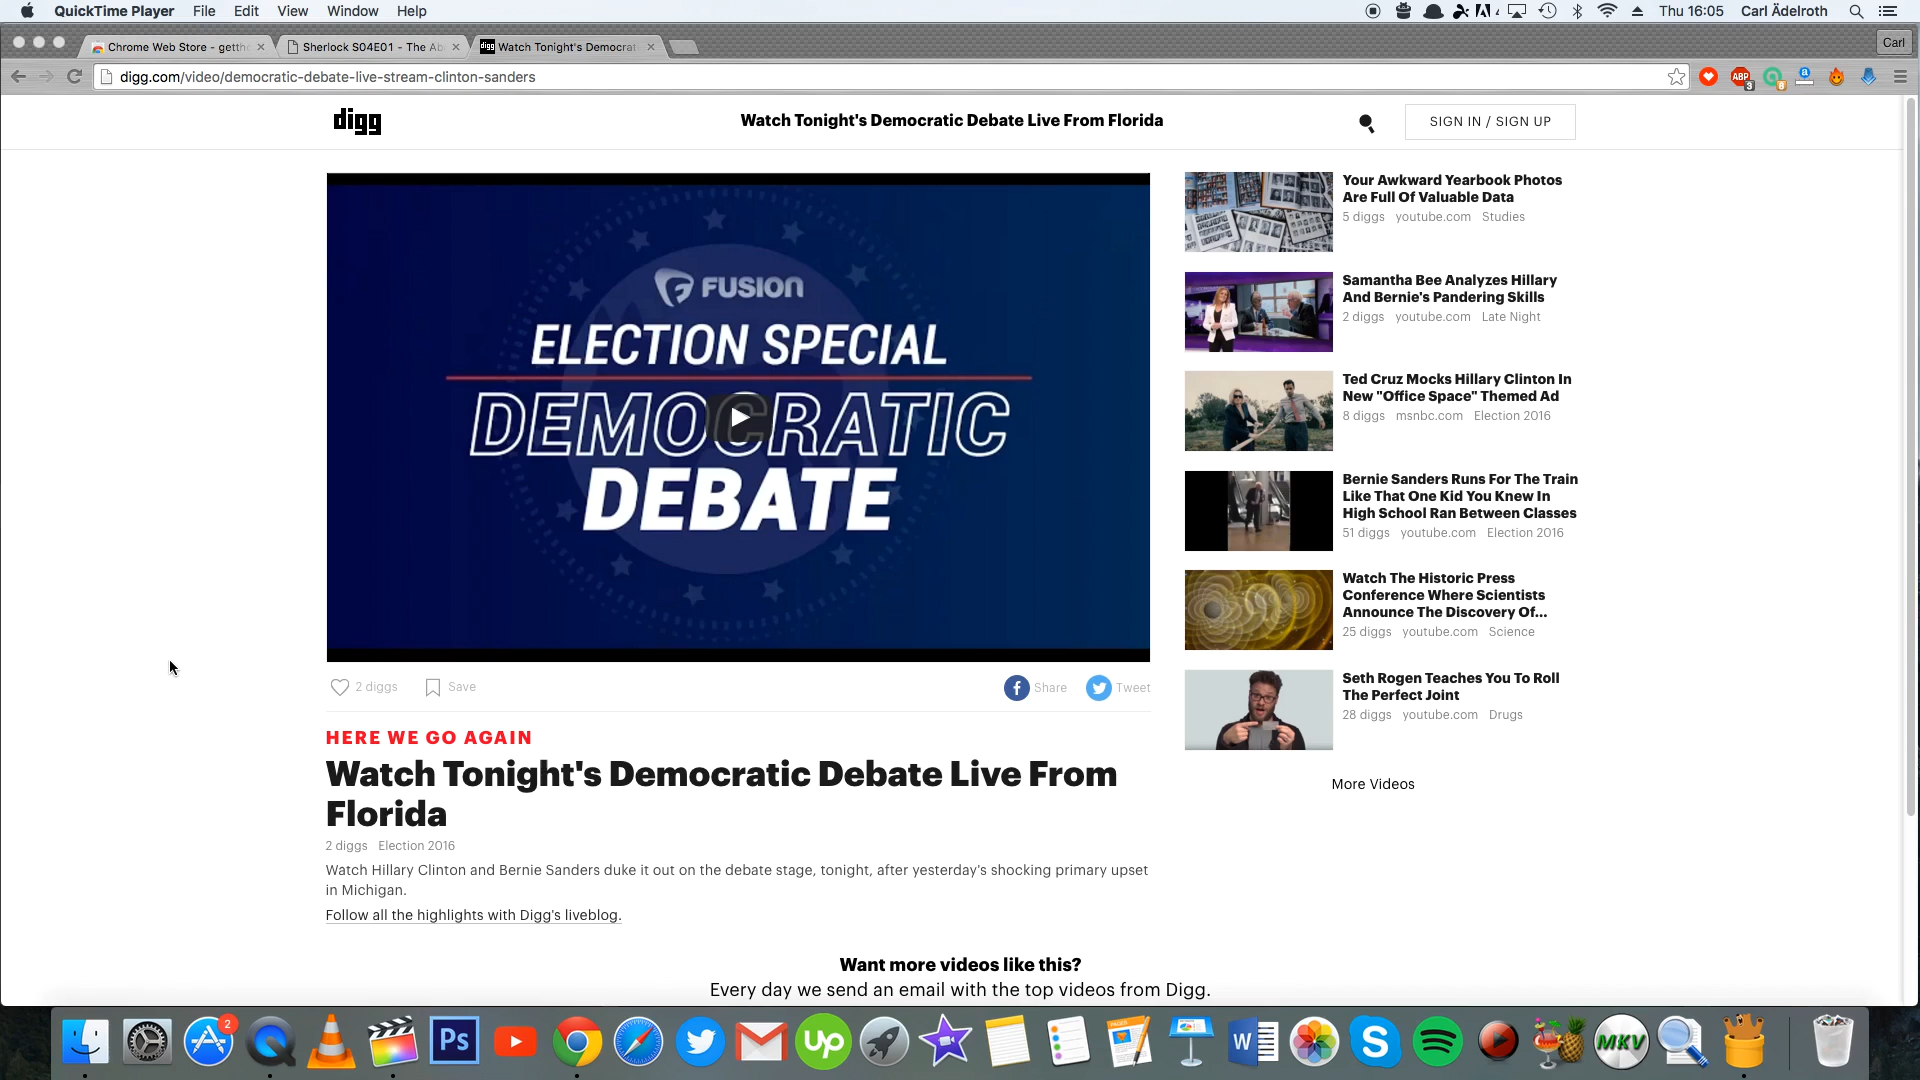 QuickTime Player File Edit View Window Help
Thu 16:05 Carl Ädelroth
Chrome Web Store - getth
Sherlock S04E01 - The Ab
digg Watch Tonight's Democrat
Carl
digg.com/video/democratic-debate-live-stream-clinton-sanders
ABP 3
8
a
digg
Watch Tonight's Democratic Debate Live From Florida
SIGN IN / SIGN UP
FUSION
ELECTION SPECIAL
DEMOCRATIC
DEBATE
Your Awkward Yearbook Photos
Are Full Of Valuable Data
5 diggs youtube.com Studies
Samantha Bee Analyzes Hillary
And Bernie's Pandering Skills
2 diggs youtube.com Late Night
Ted Cruz Mocks Hillary Clinton In
New "Office Space" Themed Ad
8 diggs msnbc.com Election 2016
Bernie Sanders Runs For The Train
Like That One Kid You Knew In
High School Ran Between Classes
51 diggs youtube.com Election 2016
Watch The Historic Press
Conference Where Scientists
Announce The Discovery Of...
25 diggs youtube.com Science
Seth Rogen Teaches You To Roll
The Perfect Joint
28 diggs youtube.com Drugs
More Videos
2 diggs Save
Share Tweet
HERE WE GO AGAIN
Watch Tonight's Democratic Debate Live From
Florida
2 diggs Election 2016
Watch Hillary Clinton and Bernie Sanders duke it out on the debate stage, tonight, after yesterday's shocking primary upset
in Michigan.
Follow all the highlights with Digg's liveblog.
Want more videos like this?
Every day we send an email with the top videos from Digg.
2
Ps
Up
PAGES
W
S
MKV